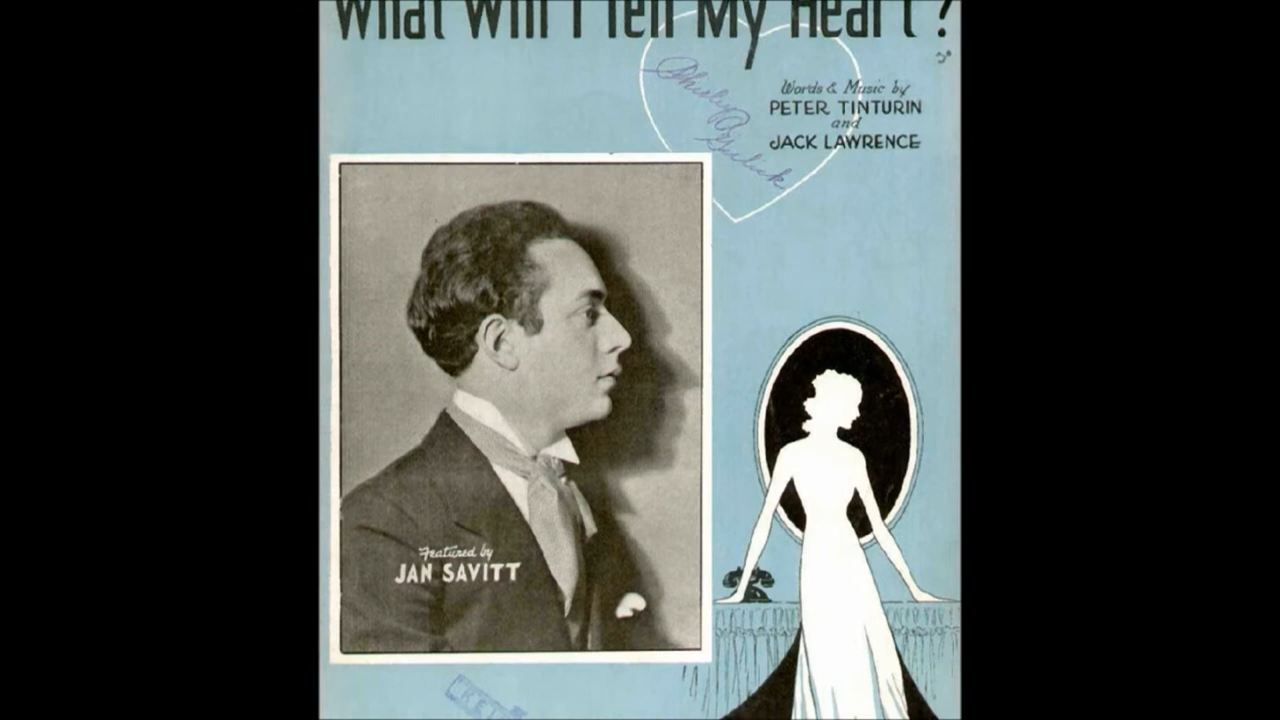 What Will I Tell My Heart?
Words & Music by
PETER TINTURIN
and
JACK LAWRENCE
Featured by
JAN SAVITT